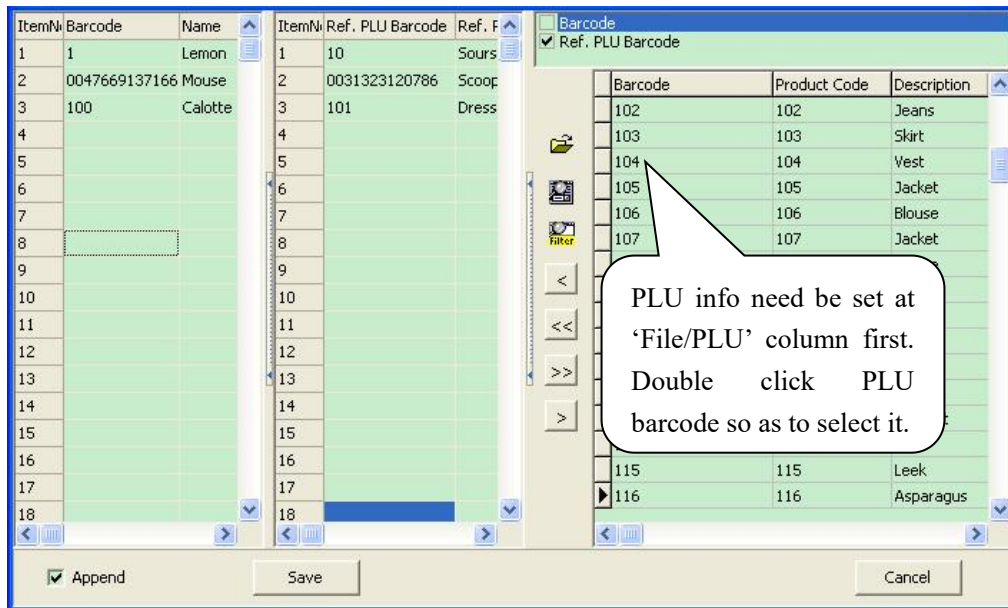 ItemN Barcode Name
1 1 Lemon
2 0047669137166 Mouse
3 100 Calotte
4
5
6
7
8
9
10
11
12
13
14
15
16
17
18
ItemN Ref. PLU Barcode Ref. F
1 10 Sours
2 0031323120786 Scoop
3 101 Dress
4
5
6
7
8
9
10
11
12
13
14
15
16
17
18
Barcode
Ref. PLU Barcode
Filter
<
<<
>>
>
Barcode Product Code Description
102 102 Jeans
103 103 Skirt
104 104 Vest
105 105 Jacket
106 106 Blouse
107 107 Jacket
PLU info need be set at
‘File/PLU’ column first.
Double click PLU
barcode so as to select it.
115 115 Leek
116 116 Asparagus
Append Save Cancel